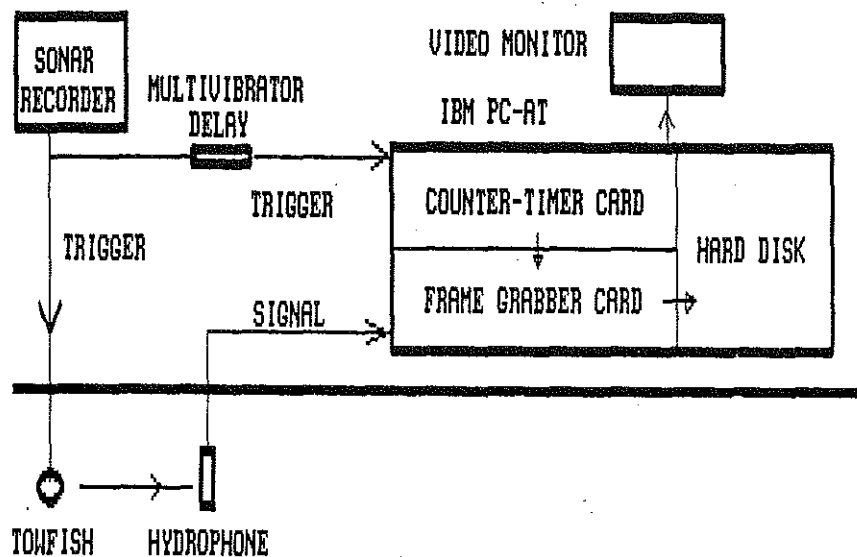 SONAR
RECORDER
MULTIVIBRATOR
DELAY
VIDEO MONITOR
IBM PC-AT
TRIGGER
COUNTER-TIMER CARD
TRIGGER
HARD DISK
FRAME GRABBER CARD
SIGNAL
TOWFISH
HYDROPHONE